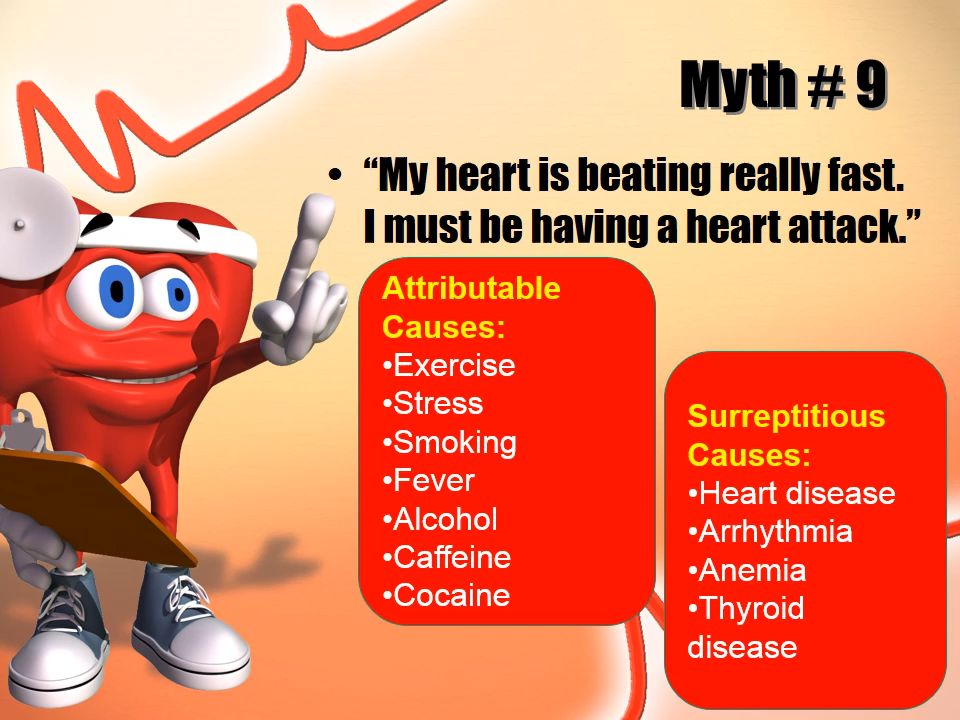 Myth # 9
• “My heart is beating really fast.
I must be having a heart attack.”
Attributable
Causes:
•Exercise
•Stress
•Smoking
•Fever
•Alcohol
•Caffeine
•Cocaine
Surreptitious
Causes:
•Heart disease
•Arrhythmia
•Anemia
•Thyroid
disease